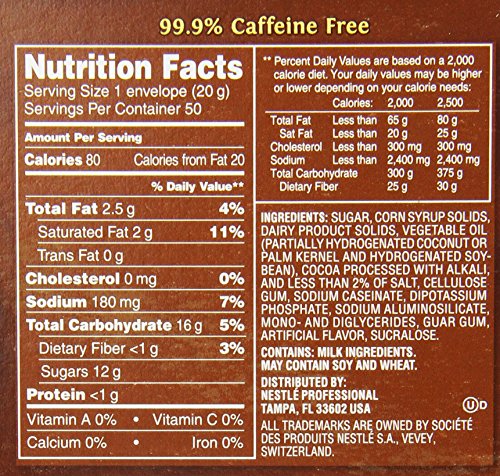 99.9% Caffeine Free
Nutrition Facts
Serving Size 1 envelope (20 g)
Servings Per Container 50
Amount Per Serving
Calories 80 Calories from Fat 20
% Daily Value**
Total Fat 2.5 g 4%
Saturated Fat 2 g 11%
Trans Fat 0 g
Cholesterol 0 mg 0%
Sodium 180 mg 7%
Total Carbohydrate 16 g 5%
Dietary Fiber <1 g 3%
Sugars 12 g
Protein <1 g
Vitamin A 0% • Vitamin C 0%
Calcium 0% • Iron 0%
** Percent Daily Values are based on a 2,000
calorie diet. Your daily values may be higher
or lower depending on your calorie needs:
Calories: 2,000 2,500
Total Fat Less than 65 g 80 g
Sat Fat Less than 20 g 25 g
Cholesterol Less than 300 mg 300 mg
Sodium Less than 2,400 mg 2,400 mg
Total Carbohydrate 300 g 375 g
Dietary Fiber 25 g 30 g
INGREDIENTS: SUGAR, CORN SYRUP SOLIDS,
DAIRY PRODUCT SOLIDS, VEGETABLE OIL
(PARTIALLY HYDROGENATED COCONUT OR
PALM KERNEL AND HYDROGENATED SOY-
BEAN), COCOA PROCESSED WITH ALKALI,
AND LESS THAN 2% OF SALT, CELLULOSE
GUM, SODIUM CASEINATE, DIPOTASSIUM
PHOSPHATE, SODIUM ALUMINOSILICATE,
MONO- AND DIGLYCERIDES, GUAR GUM,
ARTIFICIAL FLAVOR, SUCRALOSE.
CONTAINS: MILK INGREDIENTS.
MAY CONTAIN SOY AND WHEAT.
DISTRIBUTED BY:
NESTLÉ PROFESSIONAL
TAMPA, FL 33602 USA
U D
ALL TRADEMARKS ARE OWNED BY SOCIÉTÉ
DES PRODUITS NESTLÉ S.A., VEVEY,
SWITZERLAND.